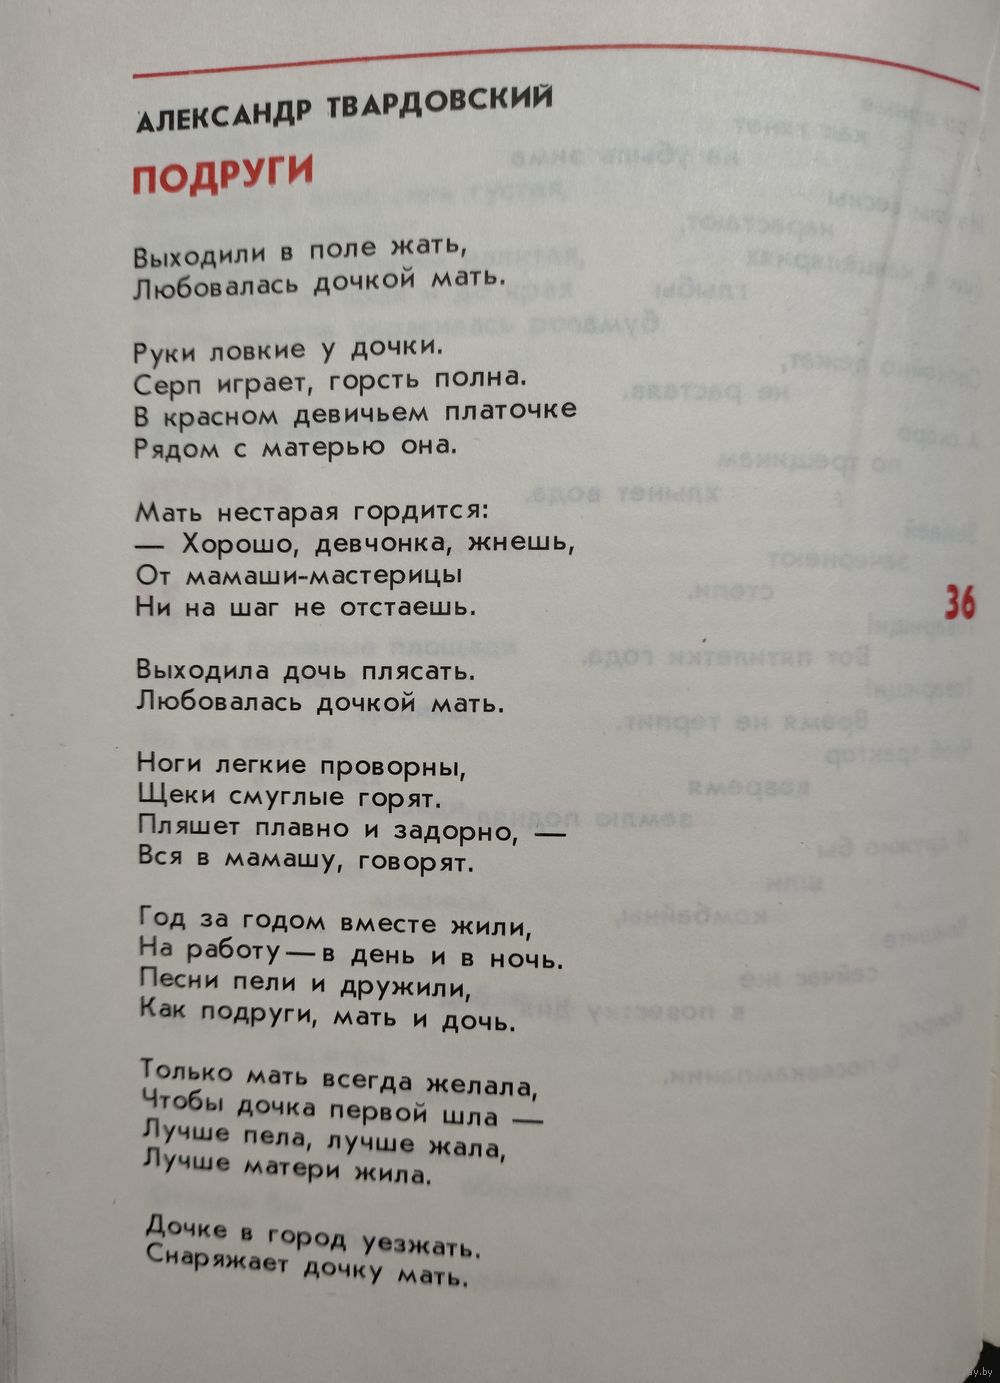 АЛЕКСАНДР ТВАРДОВСКИЙ
ПОДРУГИ
Выходили в поле жать,
Любовалась дочкой мать.
Руки ловкие у дочки.
Серп играет, горсть полна.
В красном девичьем платочке
Рядом с матерью она.
Мать нестарая гордится:
— Хорошо, девчонка, жнешь,
От мамаши-мастерицы
Ни на шаг не отстаешь.
36
Выходила дочь плясать.
Любовалась дочкой мать.
Ноги легкие проворны,
Щеки смуглые горят.
Пляшет плавно и задорно, —
Вся в мамашу, говорят.
Год за годом вместе жили,
На работу — в день и в ночь.
Песни пели и дружили,
Как подруги, мать и дочь.
Только мать всегда желала,
Чтобы дочка первой шла —
Лучше пела, лучше жала,
Лучше матери жила.
Дочке в город уезжать.
Снаряжает дочку мать.